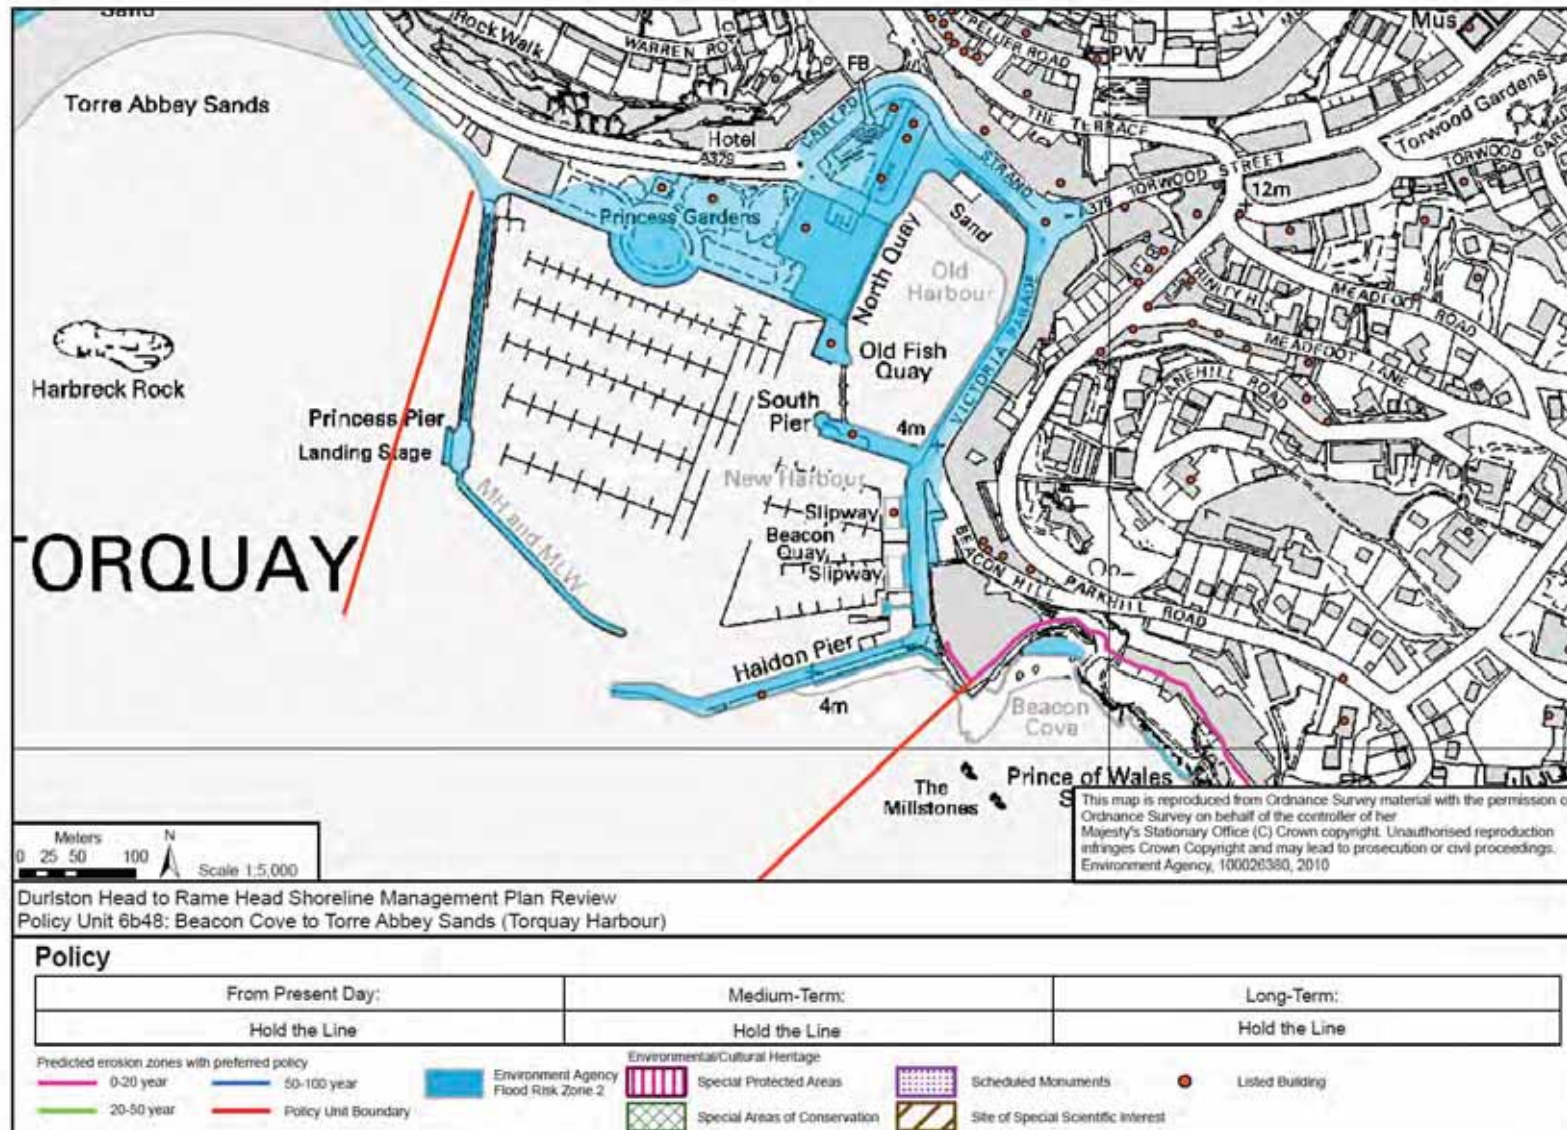 Sand
Torre Abbey Sands
Rock Walk
WARREN RO
FB
TRELLIER ROAD
PW
Mus
THE TERRACE
Torwood Gardens
Hotel
A379
CARK PD
STRAND
TORWOOD STREET
A379
12m
Princess Gardens
North Quay
Sand
Old
Harbour
VICTORIA PARADE
MEADFOOT ROAD
MEADFOOT LANE
VANEHILL ROAD
Harbreck Rock
Old Fish
Quay
South
Pier
4m
Princess Pier
Landing Stage
New Harbour
MH and MLW
Slipway
Beacon
Quay
Slipway
BEACON HILL
PARKHILL ROAD
TORQUAY
Haldon Pier
4m
Beacon
Cove
The
Millstones
Prince of Wales
Meters
0 25 50 100
N
Scale 1:5,000
This map is reproduced from Ordnance Survey material with the permission o
Ordnance Survey on behalf of the controller of her
Majesty's Stationary Office (C) Crown copyright. Unauthorised reproduction
infringes Crown Copyright and may lead to prosecution or civil proceedings.
Environment Agency, 100026380, 2010
Durlston Head to Rame Head Shoreline Management Plan Review
Policy Unit 6b48: Beacon Cove to Torre Abbey Sands (Torquay Harbour)
Policy
From Present Day: Medium-Term: Long-Term:
Hold the Line Hold the Line Hold the Line
Predicted erosion zones with preferred policy
0-20 year
50-100 year
20-50 year
Policy Unit Boundary
Environment Agency
Flood Risk Zone 2
Environmental/Cultural Heritage
Special Protected Areas
Scheduled Monuments
Listed Building
Special Areas of Conservation
Site of Special Scientific Interest